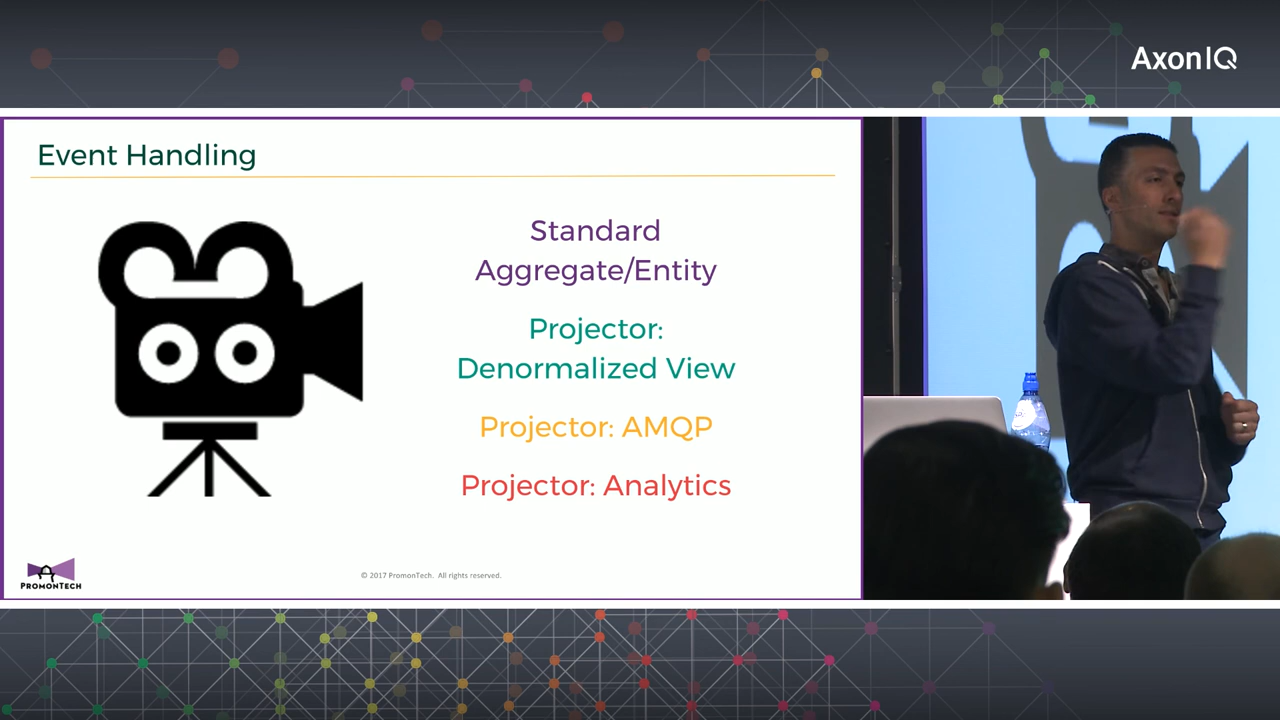 AxonIQ
Event Handling
Standard
Aggregate/Entity
Projector:
Denormalized View
Projector: AMQP
Projector: Analytics
PROMONTECH
© 2017 PromonTech. All rights reserved.